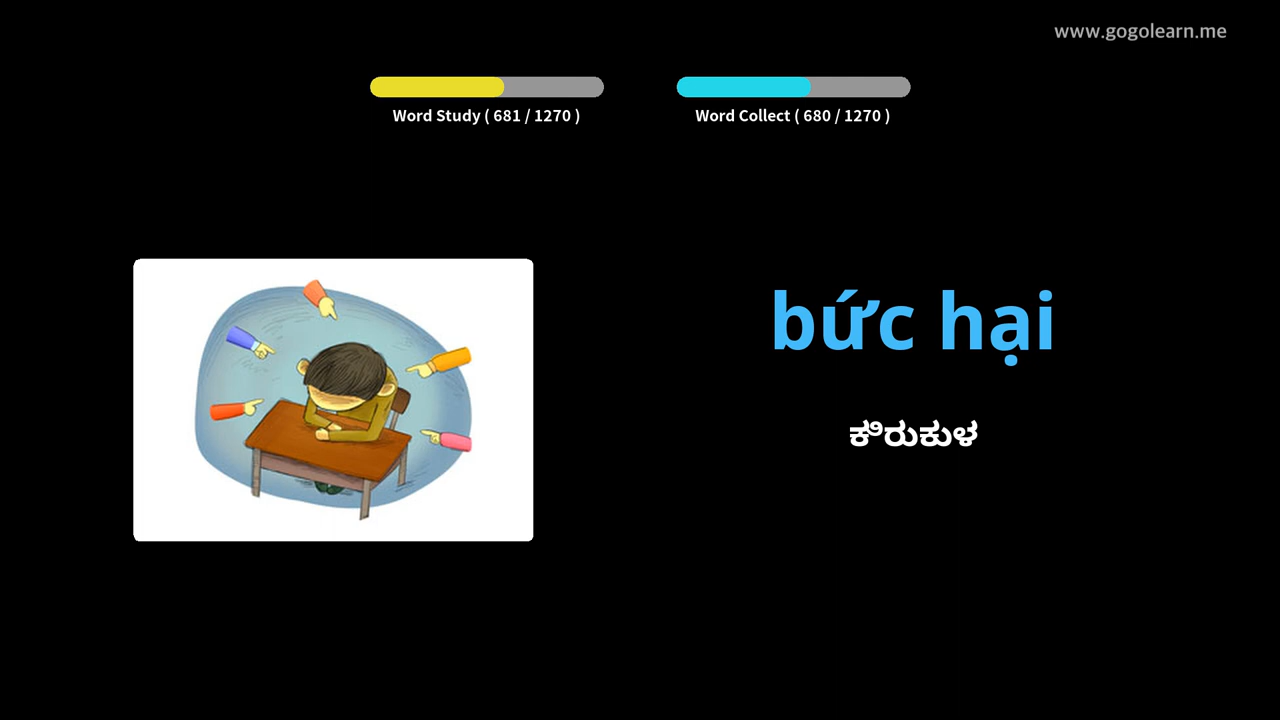 www.gogolearn.me
Word Study ( 681 / 1270 )
Word Collect ( 680 / 1270 )
bức hại
ಕಿರುಕುಳ